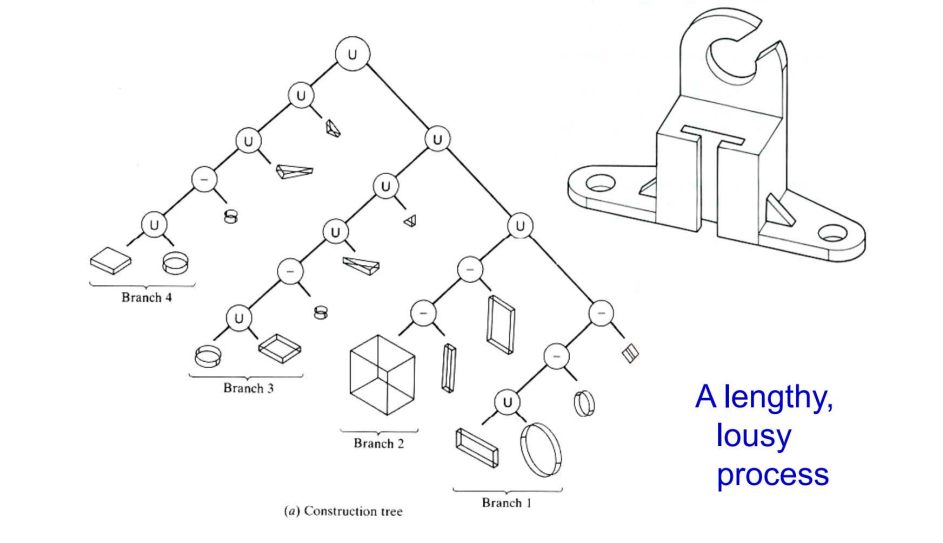 U
U
U
U
U
−
U
U
U
U
−
−
−
−
−
U
U
Branch 4
Branch 3
Branch 2
Branch 1
(a) Construction tree
A lengthy,
lousy
process